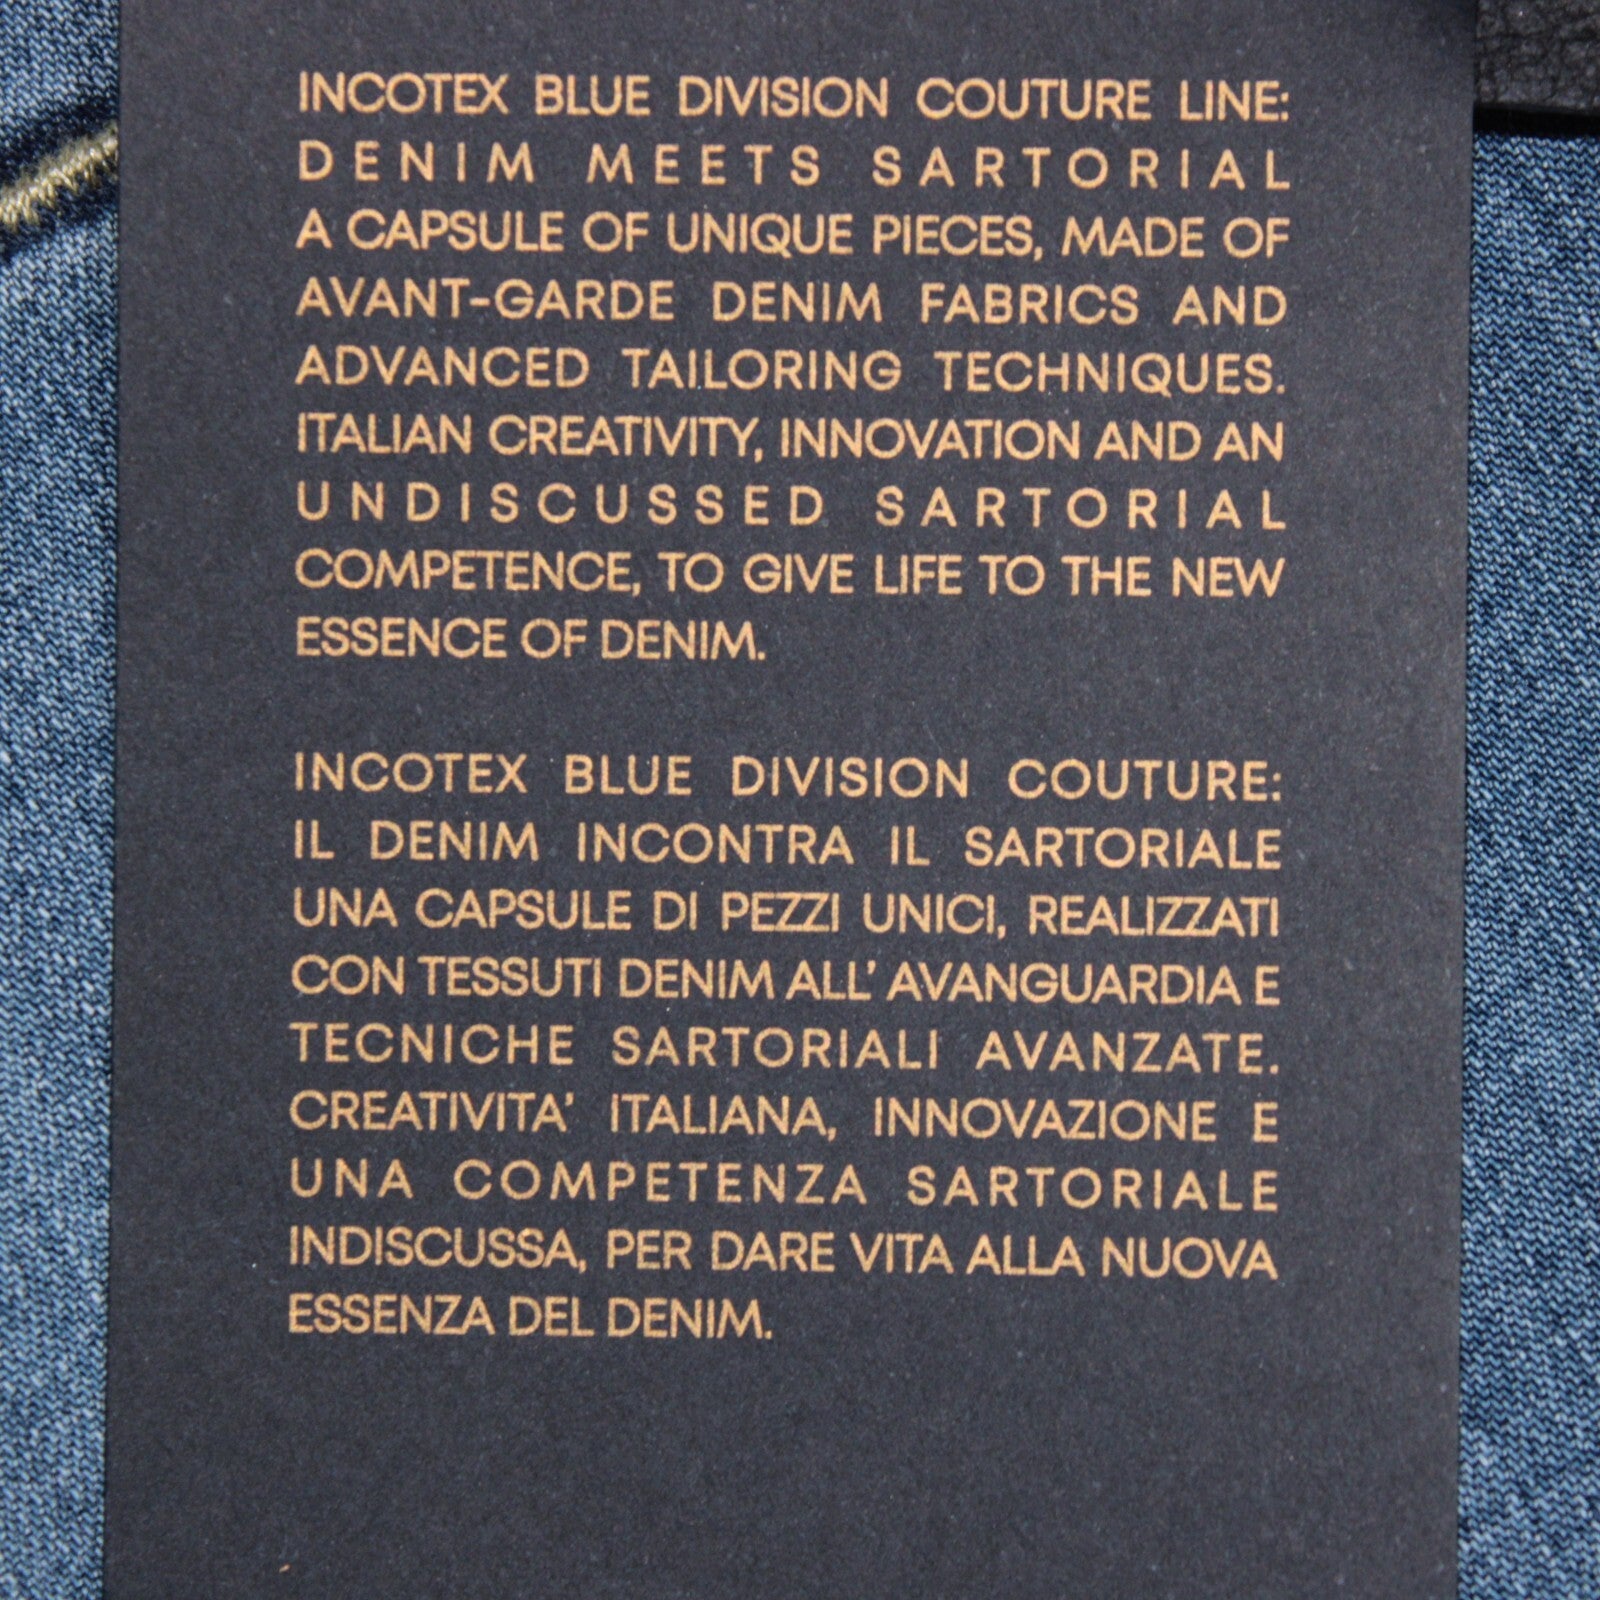 INCOTEX BLUE DIVISION COUTURE LINE:
DENIM MEETS SARTORIAL
A CAPSULE OF UNIQUE PIECES, MADE OF
AVANT-GARDE DENIM FABRICS AND
ADVANCED TAILORING TECHNIQUES.
ITALIAN CREATIVITY, INNOVATION AND AN
UNDISCUSSED SARTORIAL
COMPETENCE, TO GIVE LIFE TO THE NEW
ESSENCE OF DENIM.
INCOTEX BLUE DIVISION COUTURE:
IL DENIM INCONTRA IL SARTORIALE
UNA CAPSULE DI PEZZI UNICI, REALIZZATI
CON TESSUTI DENIM ALL' AVANGUARDIA E
TECNICHE SARTORIALI AVANZATE.
CREATIVITA' ITALIANA, INNOVAZIONE E
UNA COMPETENZA SARTORIALE
INDISCUSSA, PER DARE VITA ALLA NUOVA
ESSENZA DEL DENIM.